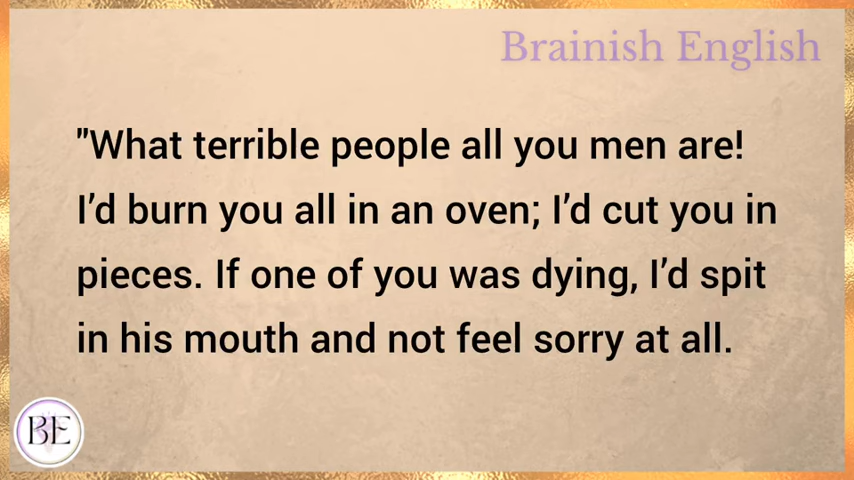 Brainish English
"What terrible people all you men are!
I’d burn you all in an oven; I’d cut you in
pieces. If one of you was dying, I’d spit
in his mouth and not feel sorry at all.
BE